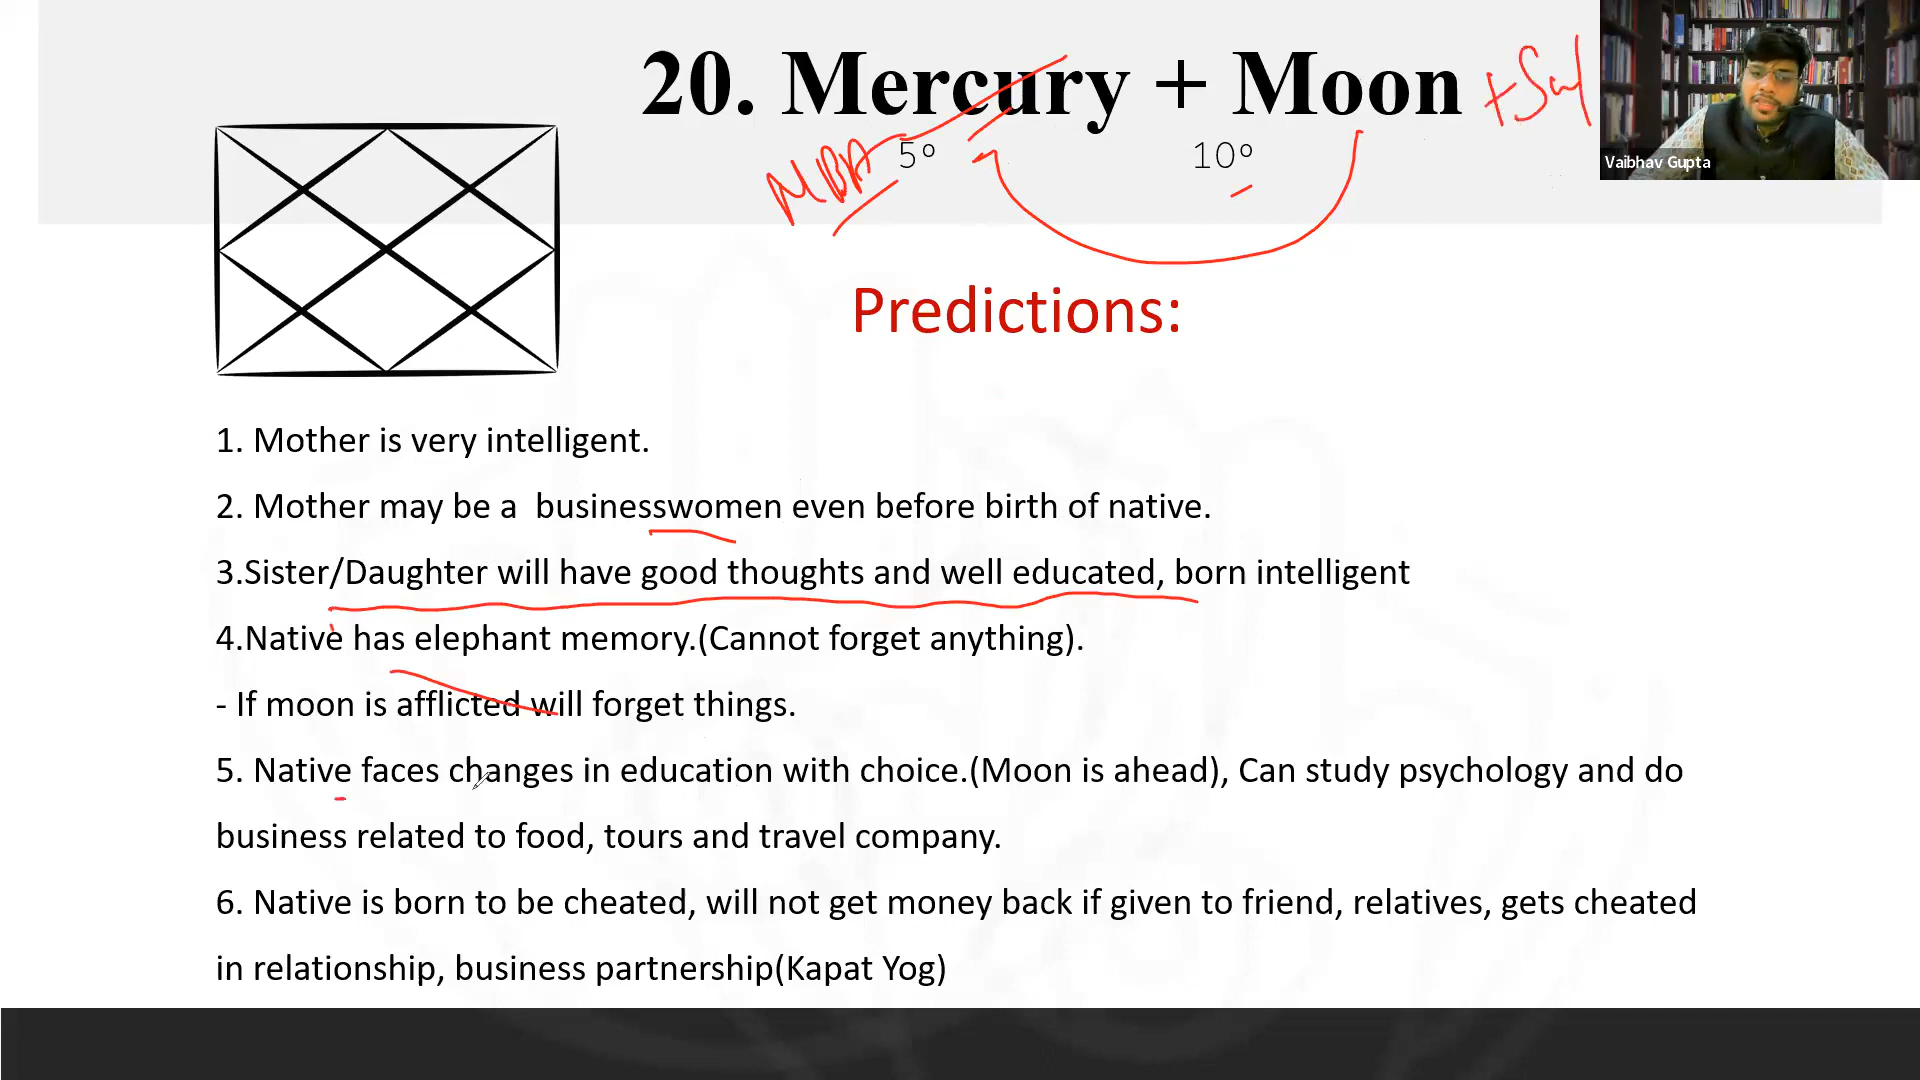 20. Mercury + Moon
Vaibhav Gupta
MBA 5° 10°
Predictions:
1. Mother is very intelligent.
2. Mother may be a  businesswomen even before birth of native.
3.Sister/Daughter will have good thoughts and well educated, born intelligent
4.Native has elephant memory.(Cannot forget anything).
- If moon is afflicted will forget things.
5. Native faces changes in education with choice.(Moon is ahead), Can study psychology and do
business related to food, tours and travel company.
6. Native is born to be cheated, will not get money back if given to friend, relatives, gets cheated
in relationship, business partnership(Kapat Yog)